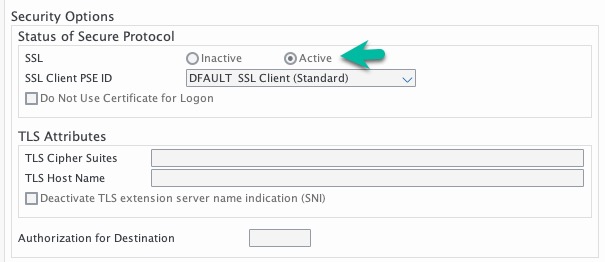 Security Options
Status of Secure Protocol
SSL Inactive Active
SSL Client PSE ID DFAULT SSL Client (Standard)
Do Not Use Certificate for Logon
TLS Attributes
TLS Cipher Suites
TLS Host Name
Deactivate TLS extension server name indication (SNI)
Authorization for Destination